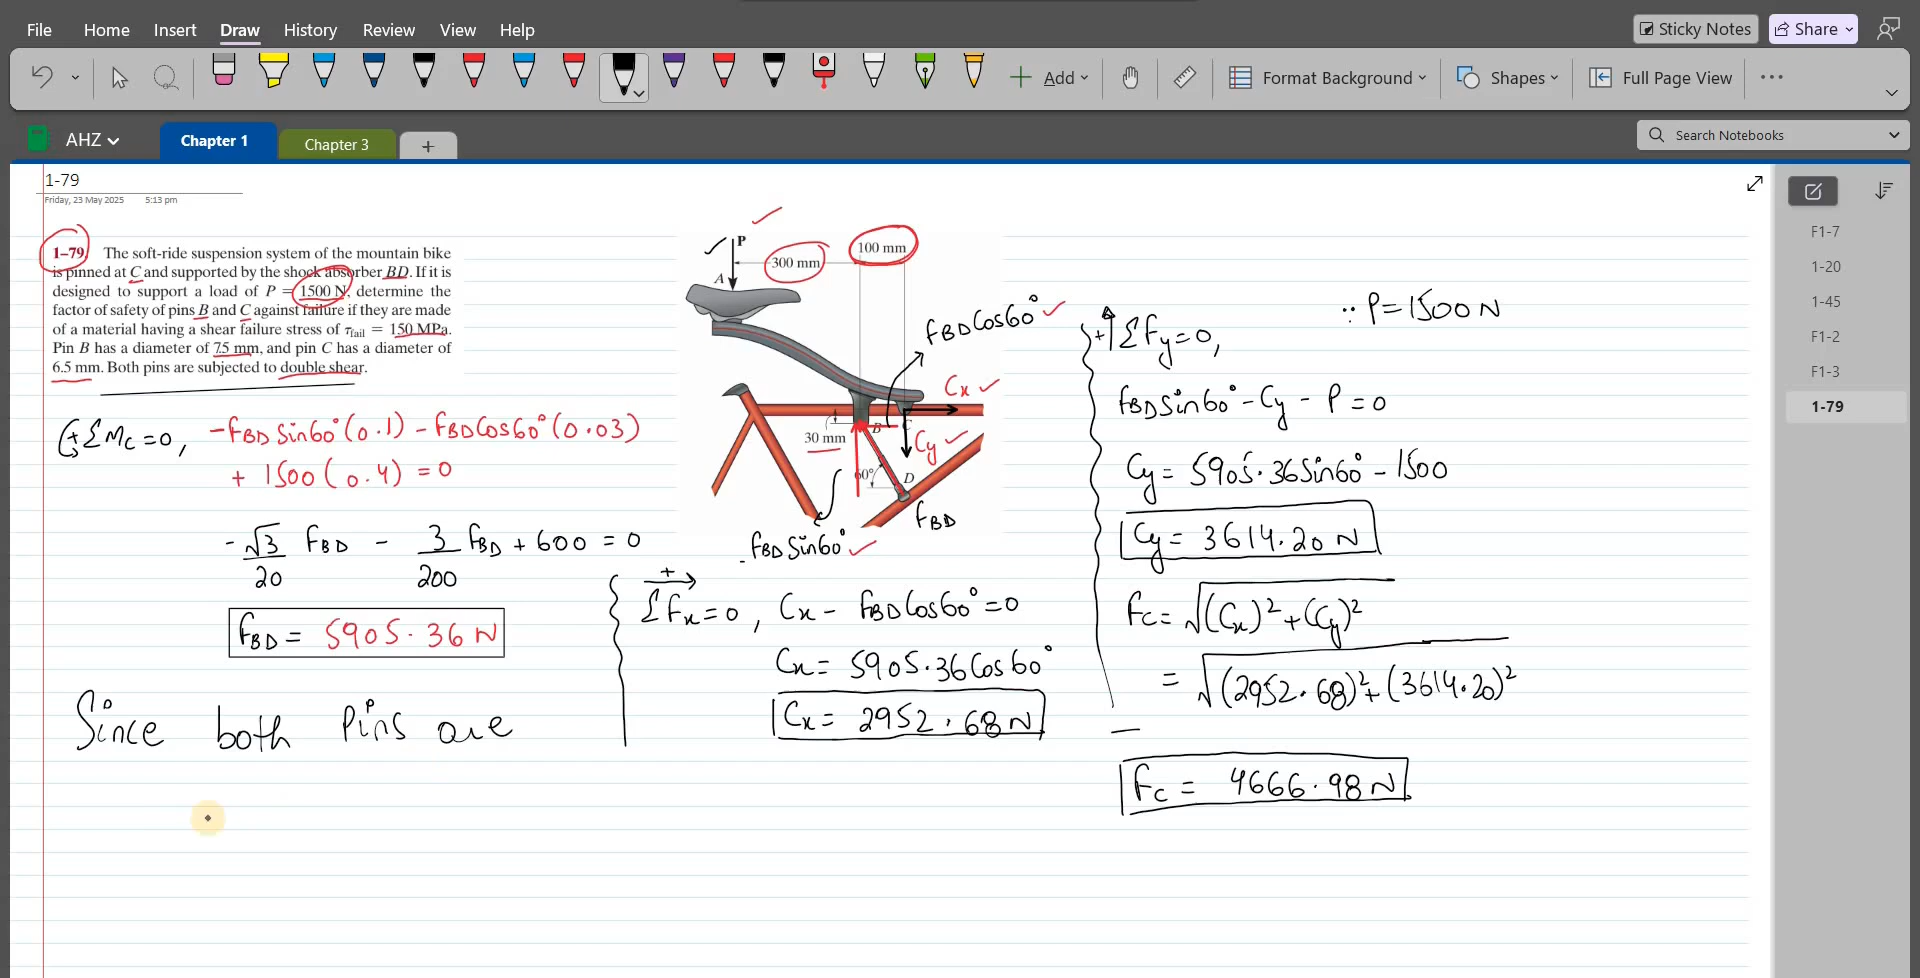 File Home Insert Draw History Review View Help
Sticky Notes Share
Add Format Background Shapes Full Page View
AHZ Chapter 1 Chapter 3 +
Search Notebooks
1-79
Friday, 23 May 2025 5:13 pm
1–79. The soft-ride suspension system of the mountain bike
is pinned at C and supported by the shock absorber BD. If it is
designed to support a load of P = 1500 N, determine the
factor of safety of pins B and C against failure if they are made
of a material having a shear failure stress of τfail = 150 MPa.
Pin B has a diameter of 7.5 mm, and pin C has a diameter of
6.5 mm. Both pins are subjected to double shear.
P
300 mm
100 mm
A
FBD Cos60°
Cx
30 mm
B
C
Cy
60°
D
FBD
FBD Sin60°
+ ΣMc=0, -FBD Sin60°(0.1) - FBD Cos60°(0.03)
+ 1500(0.4) = 0
- √3/20 FBD - 3/200 FBD + 600 = 0
FBD = 5905.36 N
Since both Pins are
+ ΣFx=0, Cx - FBD Cos60°=0
Cx = 5905.36 Cos60°
Cx = 2952.68 N
+ ΣFy=0,
∵ P=1500 N
FBD Sin60° - Cy - P = 0
Cy = 5905.36 Sin60° - 1500
Cy = 3614.20 N
Fc = √(Cx)²+(Cy)²
= √(2952.68)²+(3614.20)²
Fc = 4666.98 N
F1-7
1-20
1-45
F1-2
F1-3
1-79